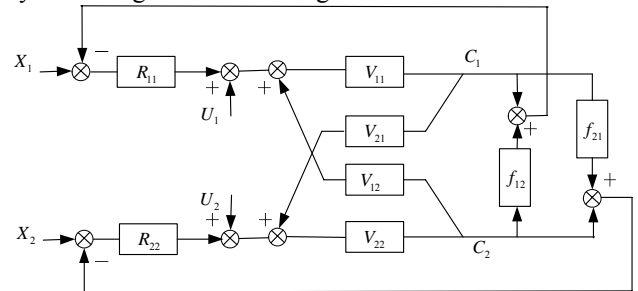 X₁
−
R₁₁
+
U₁
+
V₁₁
C₁
+
f₂₁
V₂₁
+
V₁₂
f₁₂
U₂
+
+
X₂
−
R₂₂
V₂₂
C₂